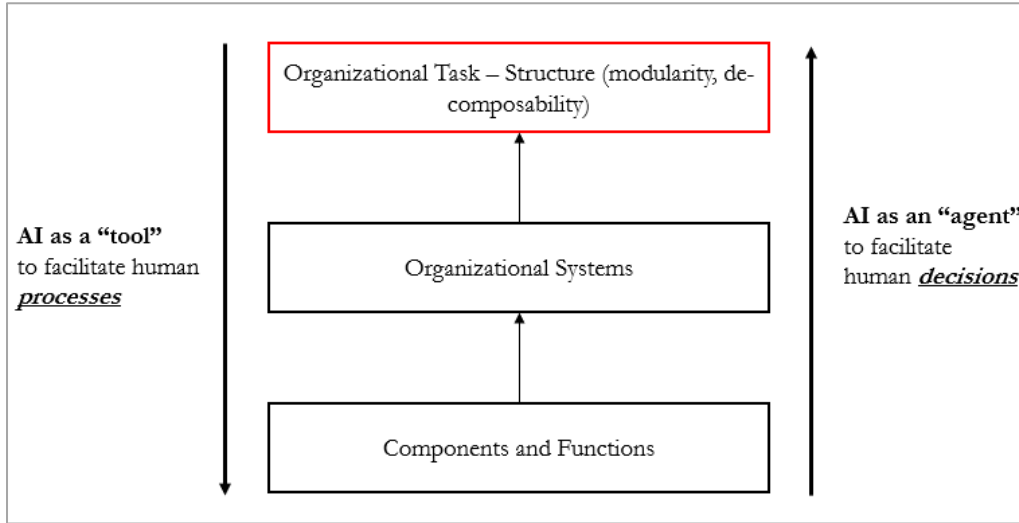 Organizational Task – Structure (modularity, de-
composability)
AI as a “tool”
to facilitate human
processes
Organizational Systems
AI as an “agent”
to facilitate
human decisions
Components and Functions